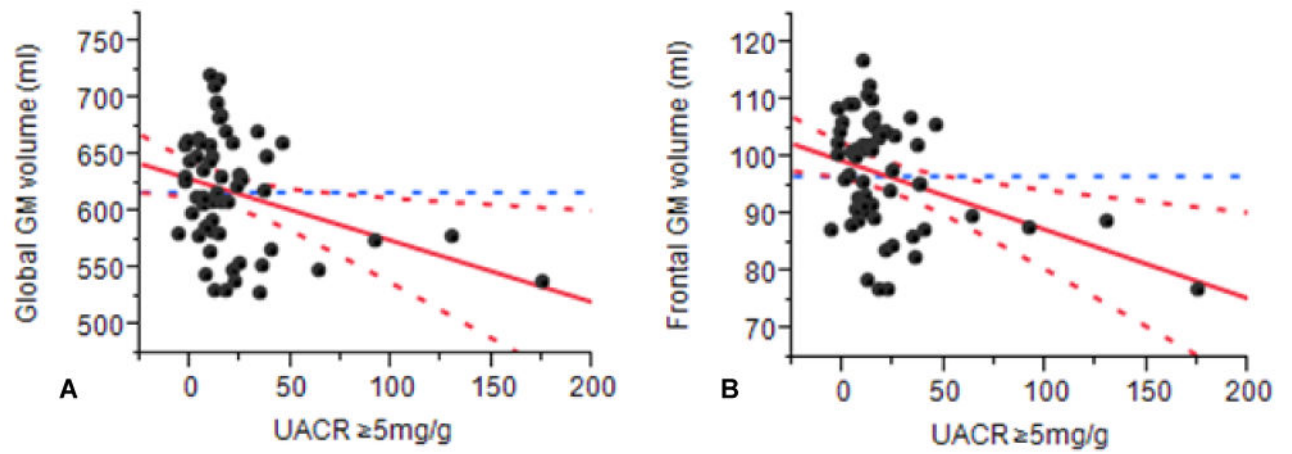 Global GM volume (ml)
750
700
650
600
550
500
0 50 100 150 200
A
UACR ≥5mg/g
Frontal GM volume (ml)
120
110
100
90
80
70
0 50 100 150 200
B
UACR ≥5mg/g